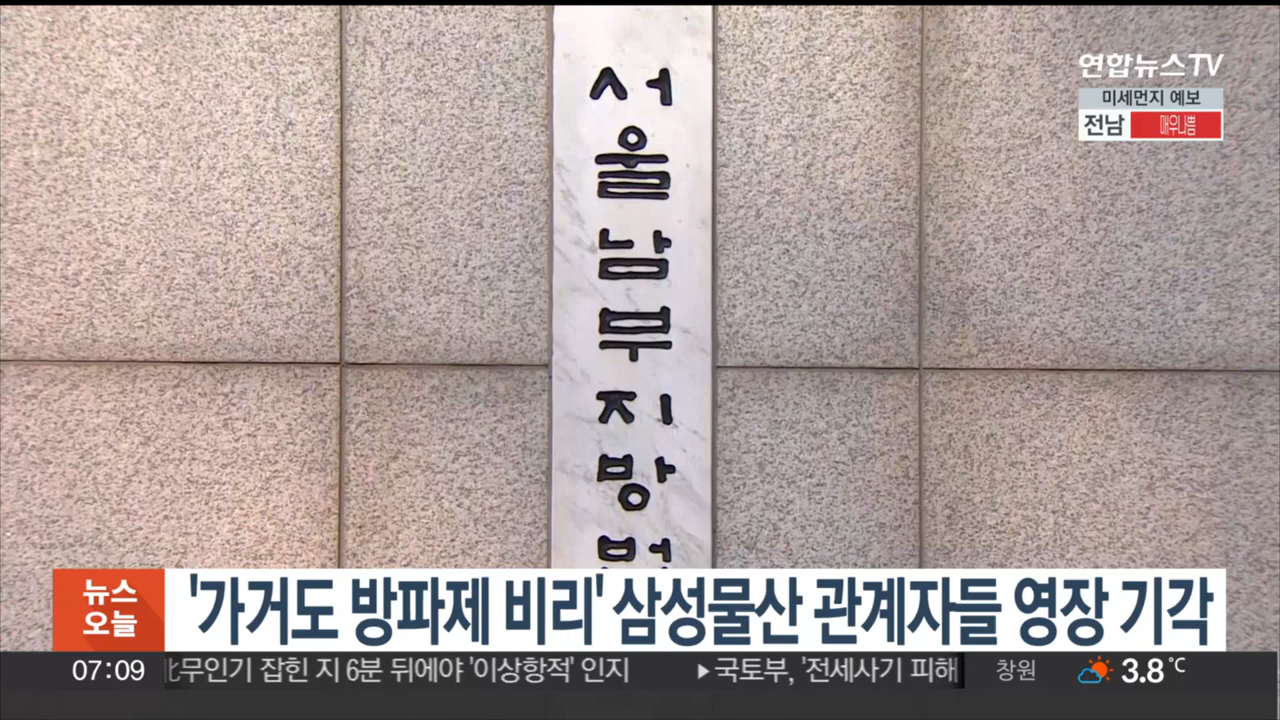 연합뉴스TV
미세먼지 예보
전남 매우나쁨
서울남부지방법
뉴스
오늘
'가거도 방파제 비리' 삼성물산 관계자들 영장 기각
07:09 北무인기 잡힌 지 6분 뒤에야 '이상항적' 인지 ▶국토부, '전세사기 피해 창원 3.8℃